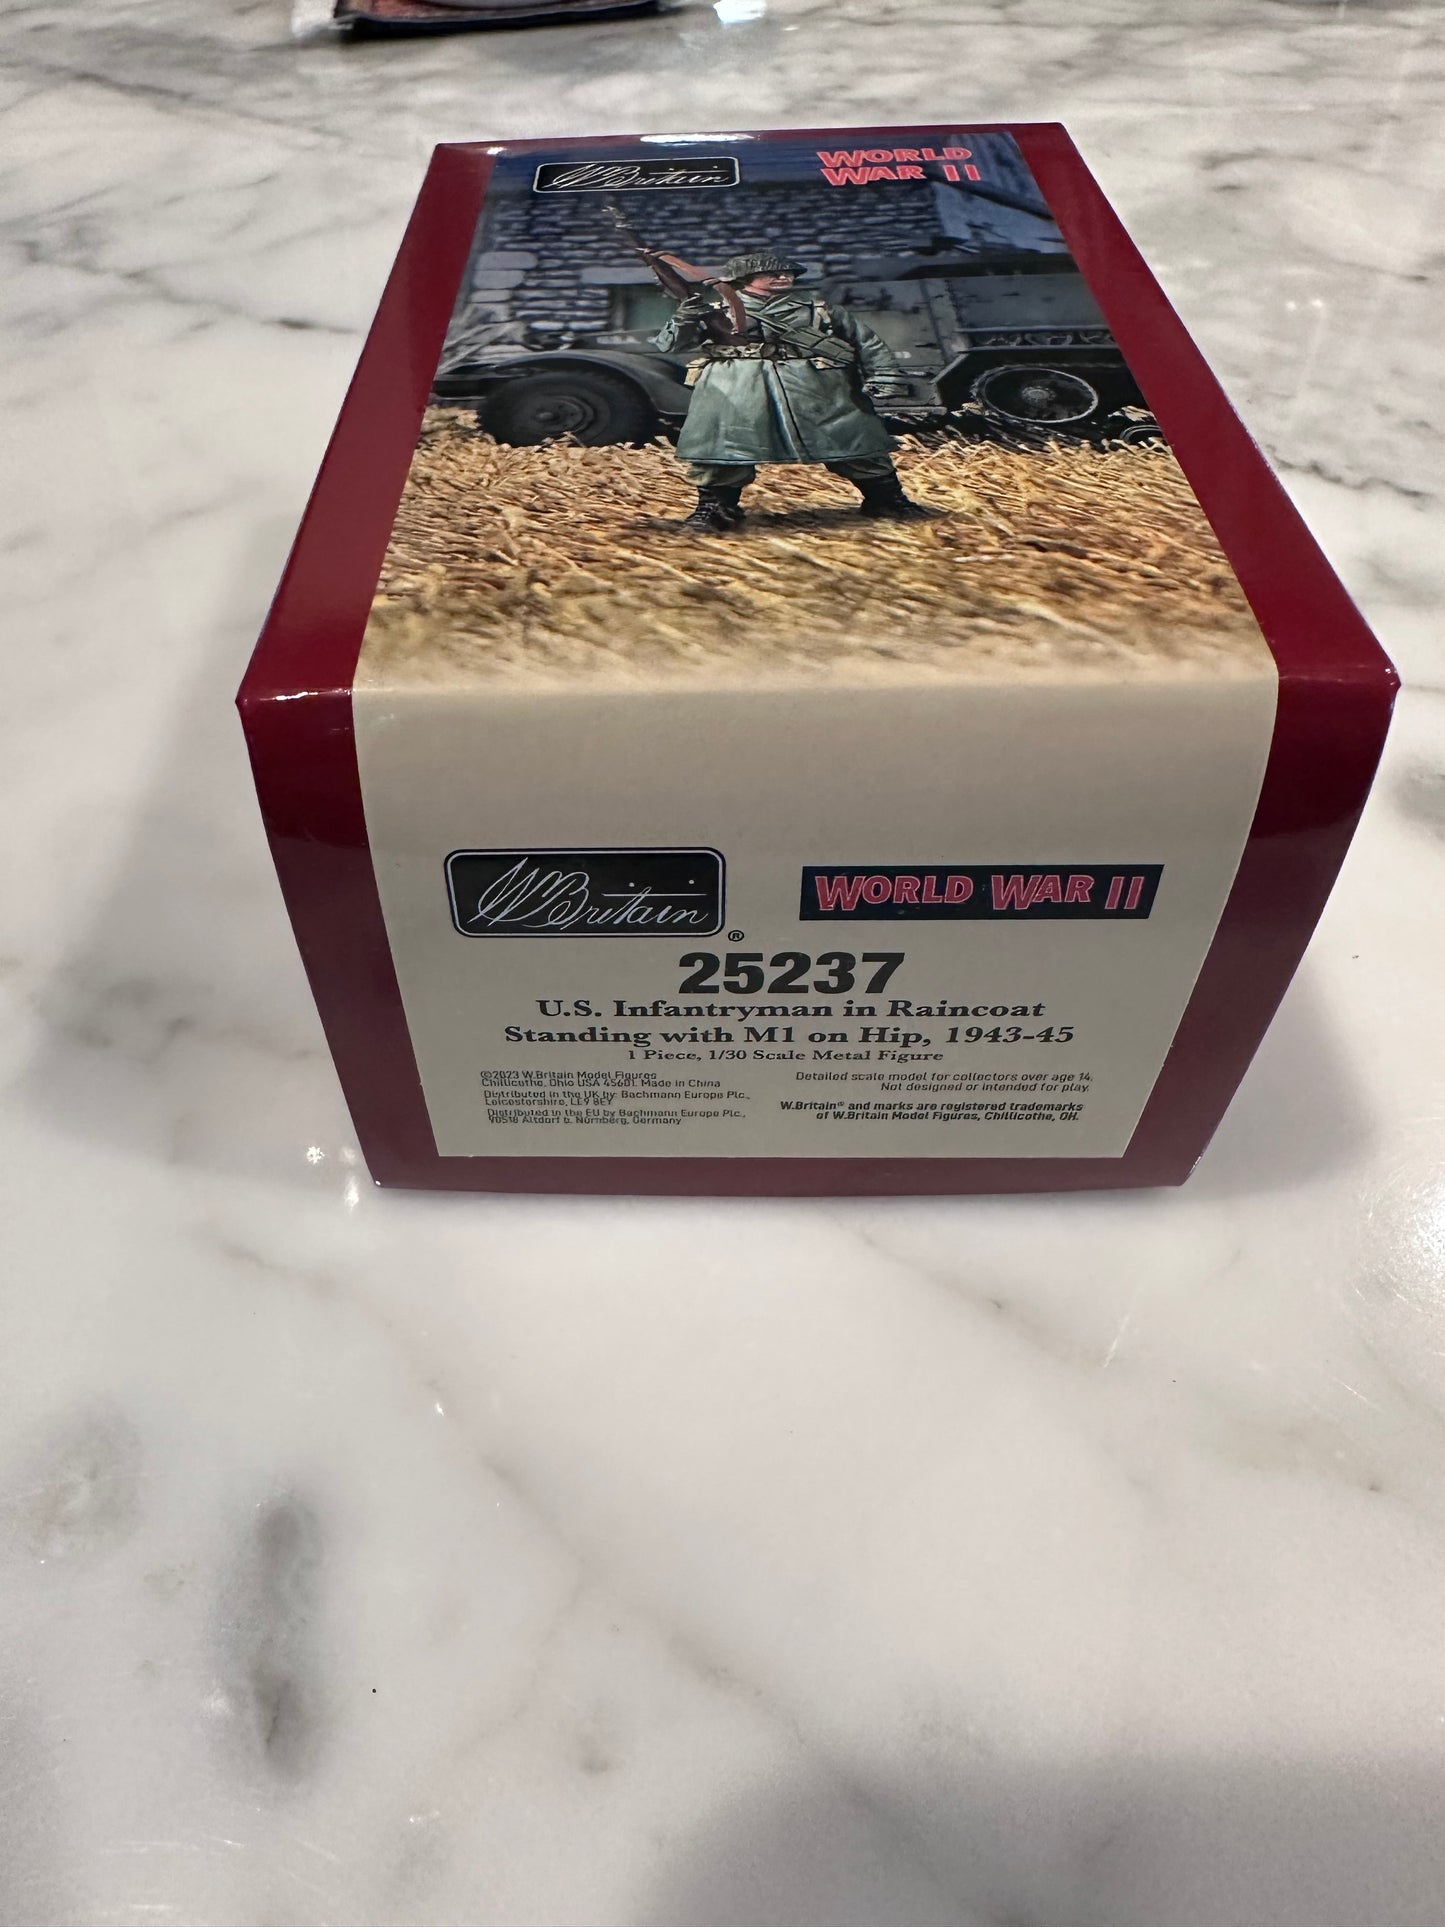 W Britain
WORLD
WAR II
W Britain®
WORLD WAR II
25237
U.S. Infantryman in Raincoat
Standing with M1 on Hip, 1943-45
1 Piece, 1/30 Scale Metal Figure
©2023 W.Britain Model Figures
Chillicothe, Ohio USA 45601. Made in China
Distributed in the UK by: Bachmann Europe Plc.,
Leicestershire, LE9 8EY
Distributed in the EU by Bachmann Europe Plc.,
90518 Altdorf b. Nürnberg, Germany
Detailed scale model for collectors over age 14.
Not designed or intended for play.
W.Britain® and marks are registered trademarks
of W.Britain Model Figures, Chillicothe, OH.